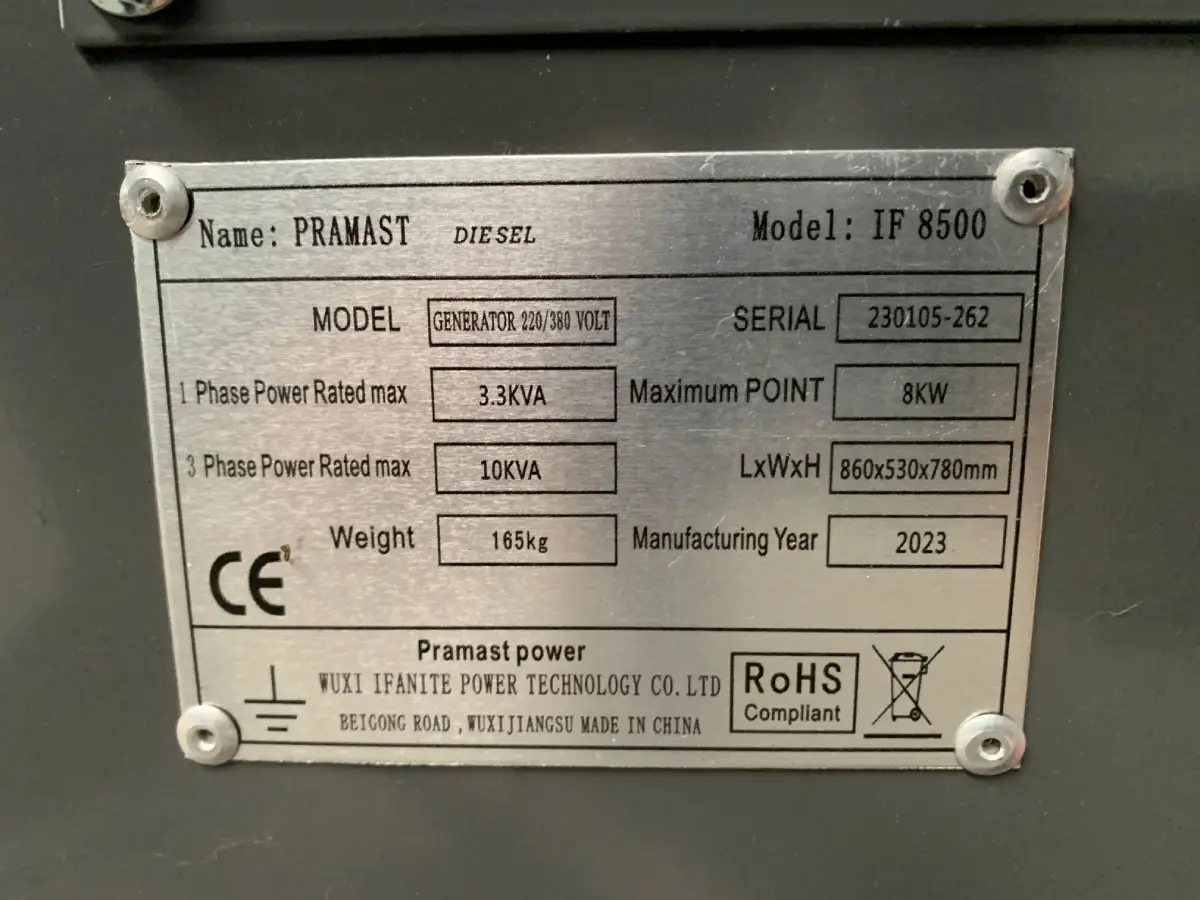 Name: PRAMAST DIESEL Model: IF 8500
MODEL GENERATOR 220/380 VOLT SERIAL 230105-262
1 Phase Power Rated max 3.3KVA Maximum POINT 8KW
3 Phase Power Rated max 10KVA LxWxH 860x530x780mm
Weight 165kg Manufacturing Year 2023
CE
Pramast power
WUXI IFANITE POWER TECHNOLOGY CO.LTD
BEIGONG ROAD ,WUXIJIANGSU MADE IN CHINA
RoHS
Compliant